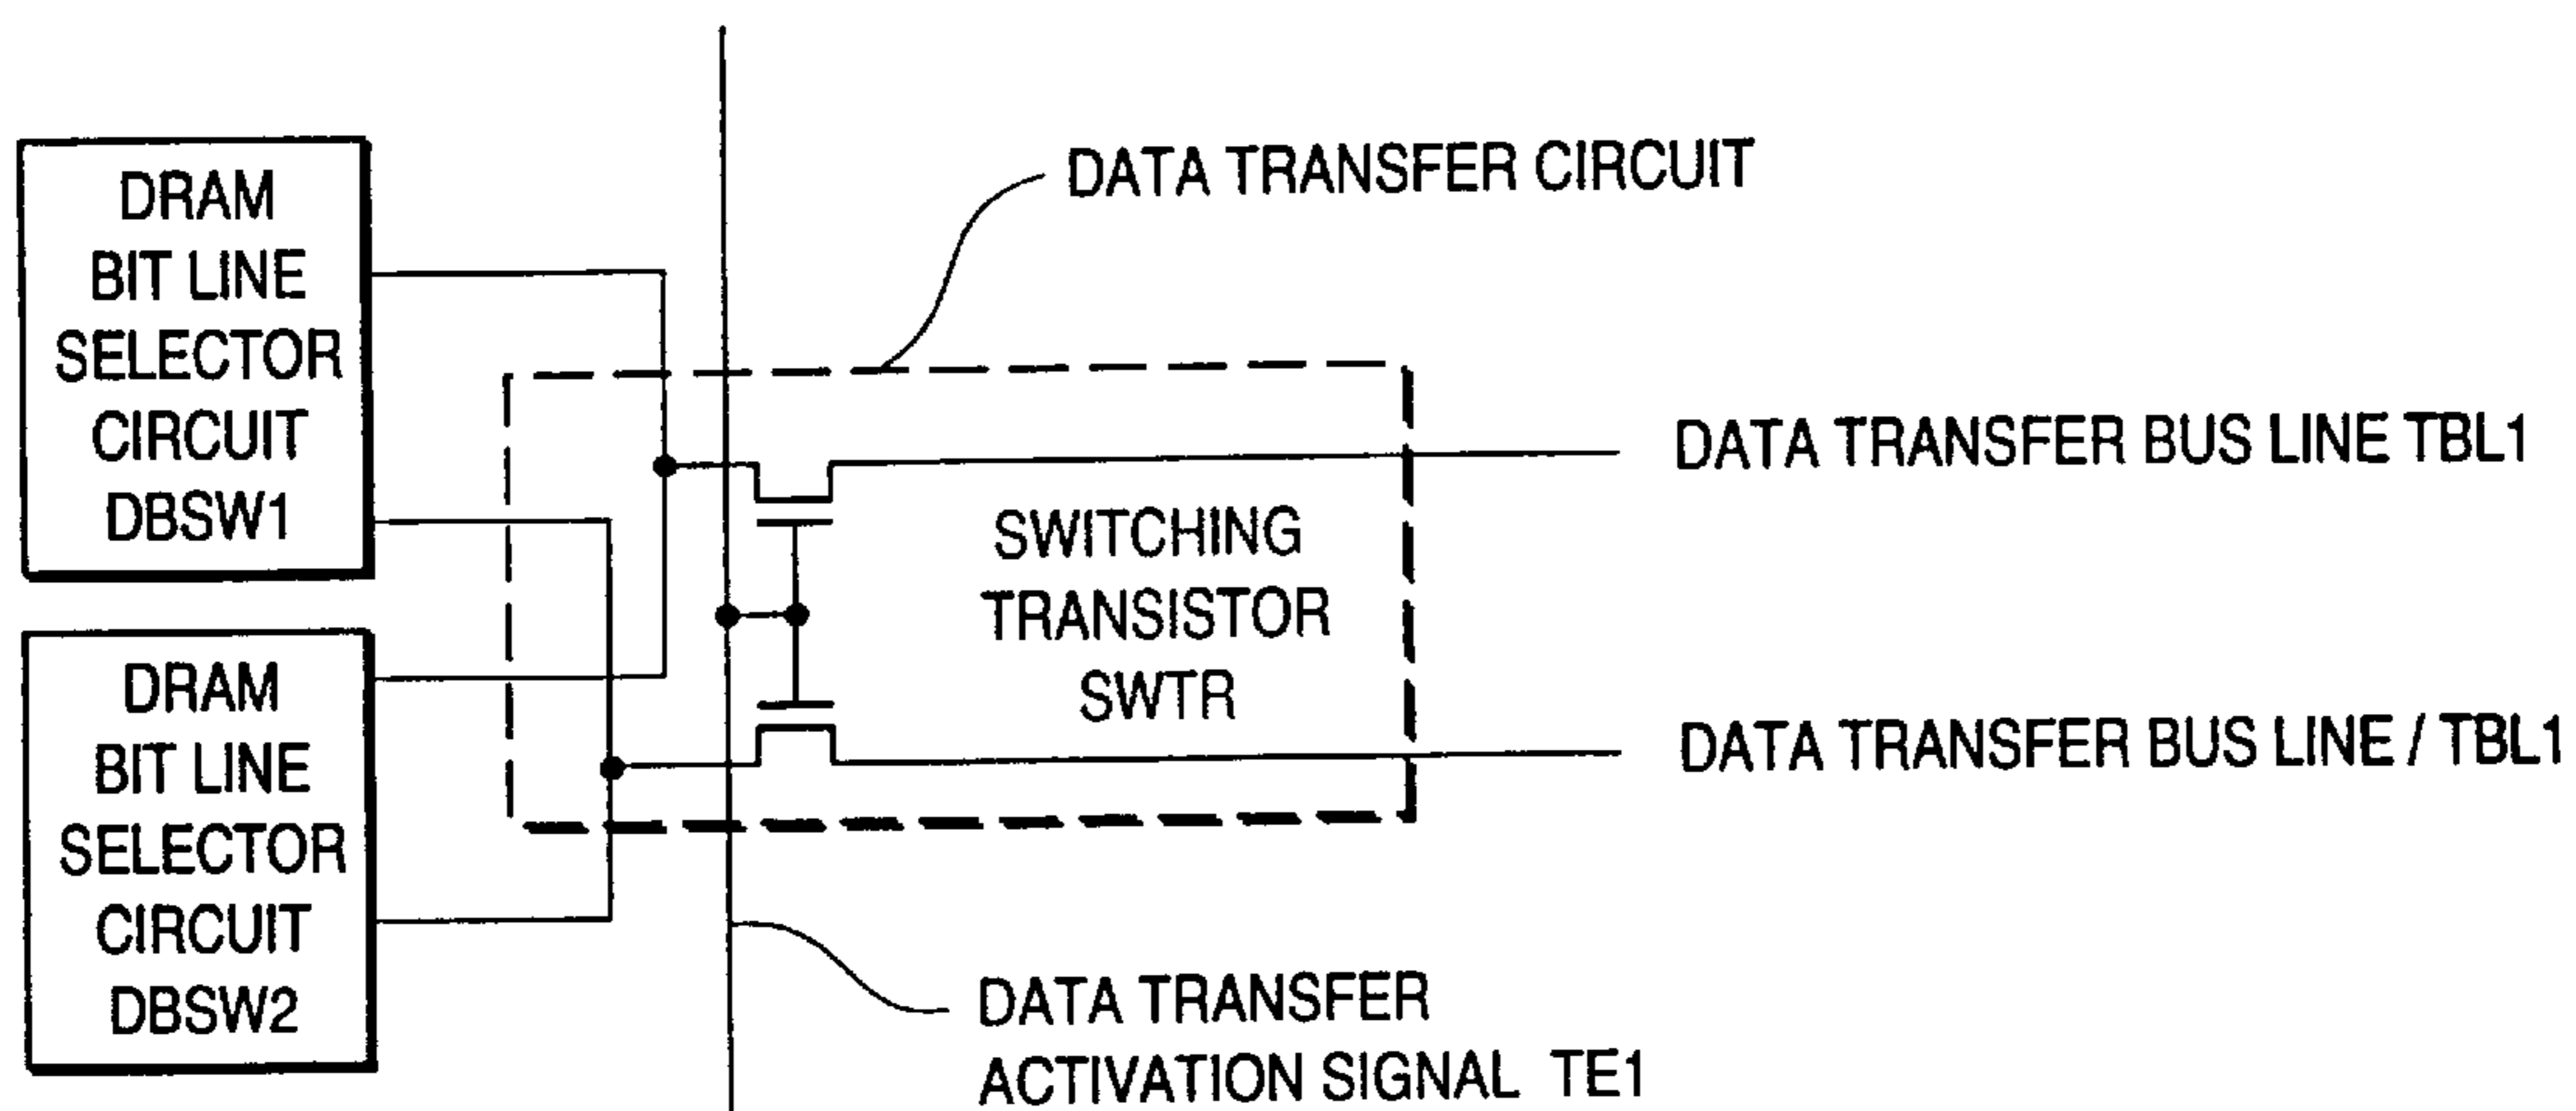 DRAM
BIT LINE
SELECTOR
CIRCUIT
DBSW1
DATA TRANSFER CIRCUIT
DATA TRANSFER BUS LINE TBL1
SWITCHING
TRANSISTOR
SWTR
DRAM
BIT LINE
SELECTOR
CIRCUIT
DBSW2
DATA TRANSFER BUS LINE / TBL1
DATA TRANSFER
ACTIVATION SIGNAL TE1